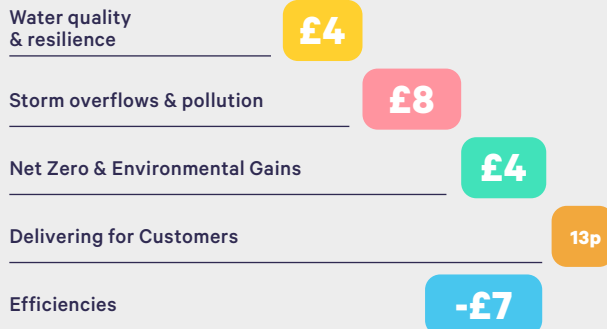 Water quality
& resilience
£4
Storm overflows & pollution
£8
Net Zero & Environmental Gains
£4
Delivering for Customers
13p
Efficiencies
-£7